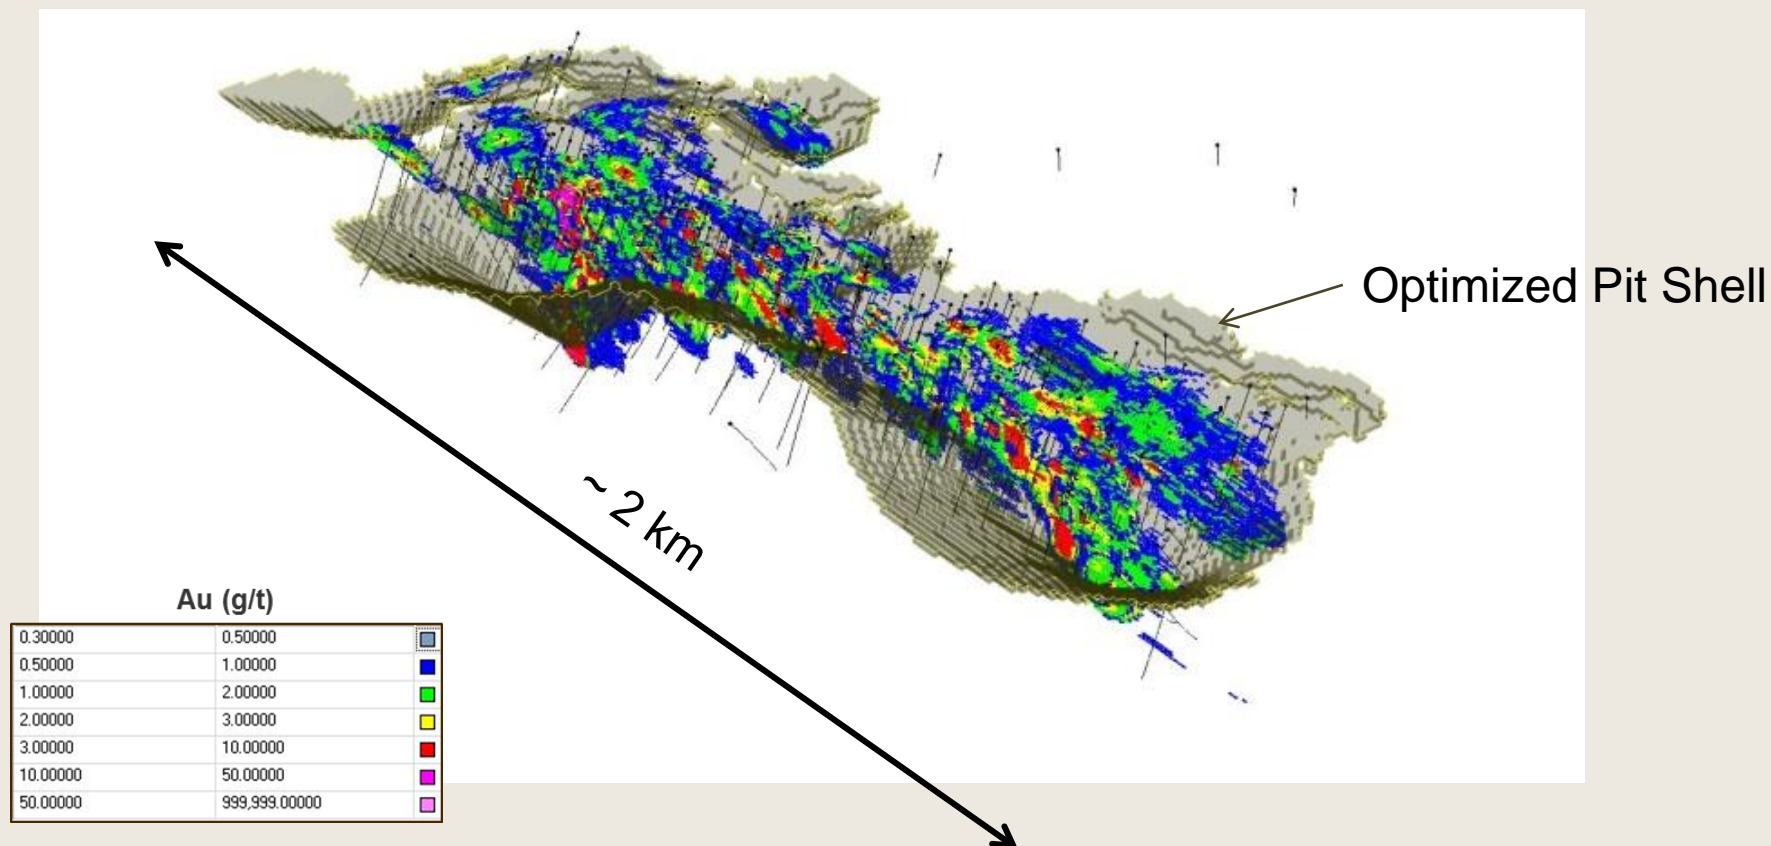 Optimized Pit Shell
~ 2 km
Au (g/t)
0.30000 0.50000
0.50000 1.00000
1.00000 2.00000
2.00000 3.00000
3.00000 10.00000
10.00000 50.00000
50.00000 999,999.00000